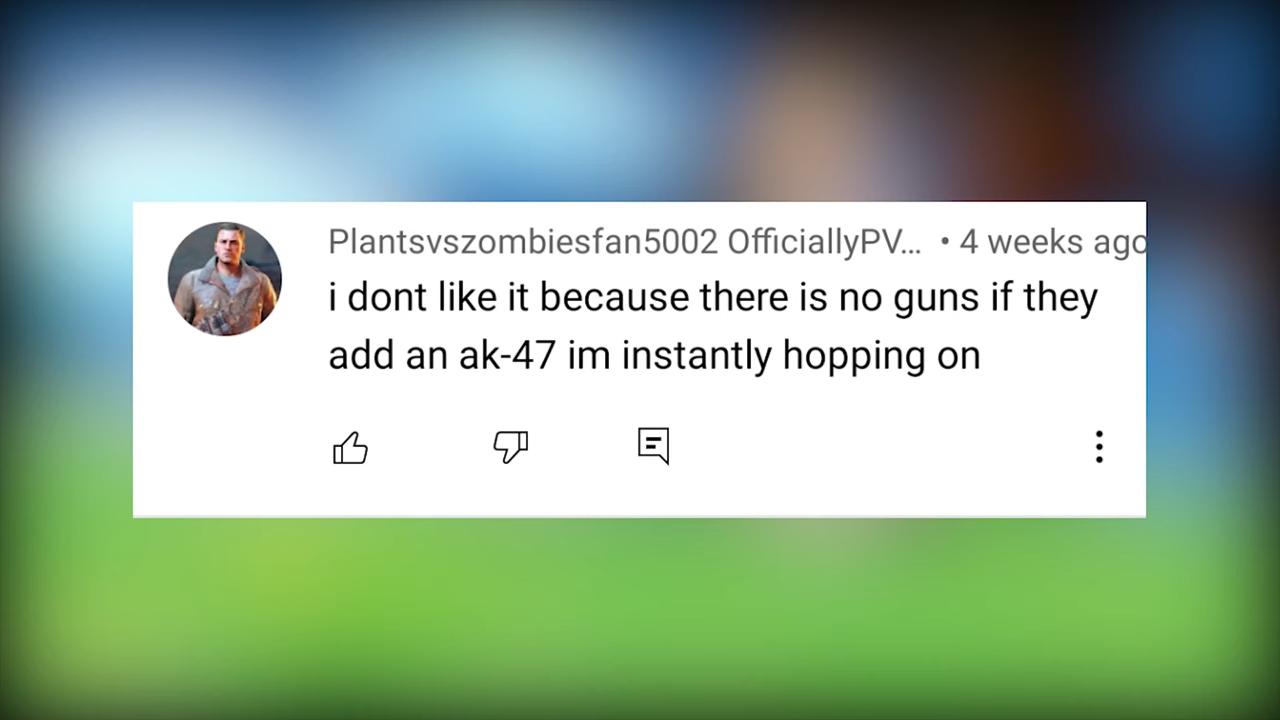 Plantsvszombiesfan5002 OfficiallyPV... • 4 weeks ago
i dont like it because there is no guns if they
add an ak-47 im instantly hopping on